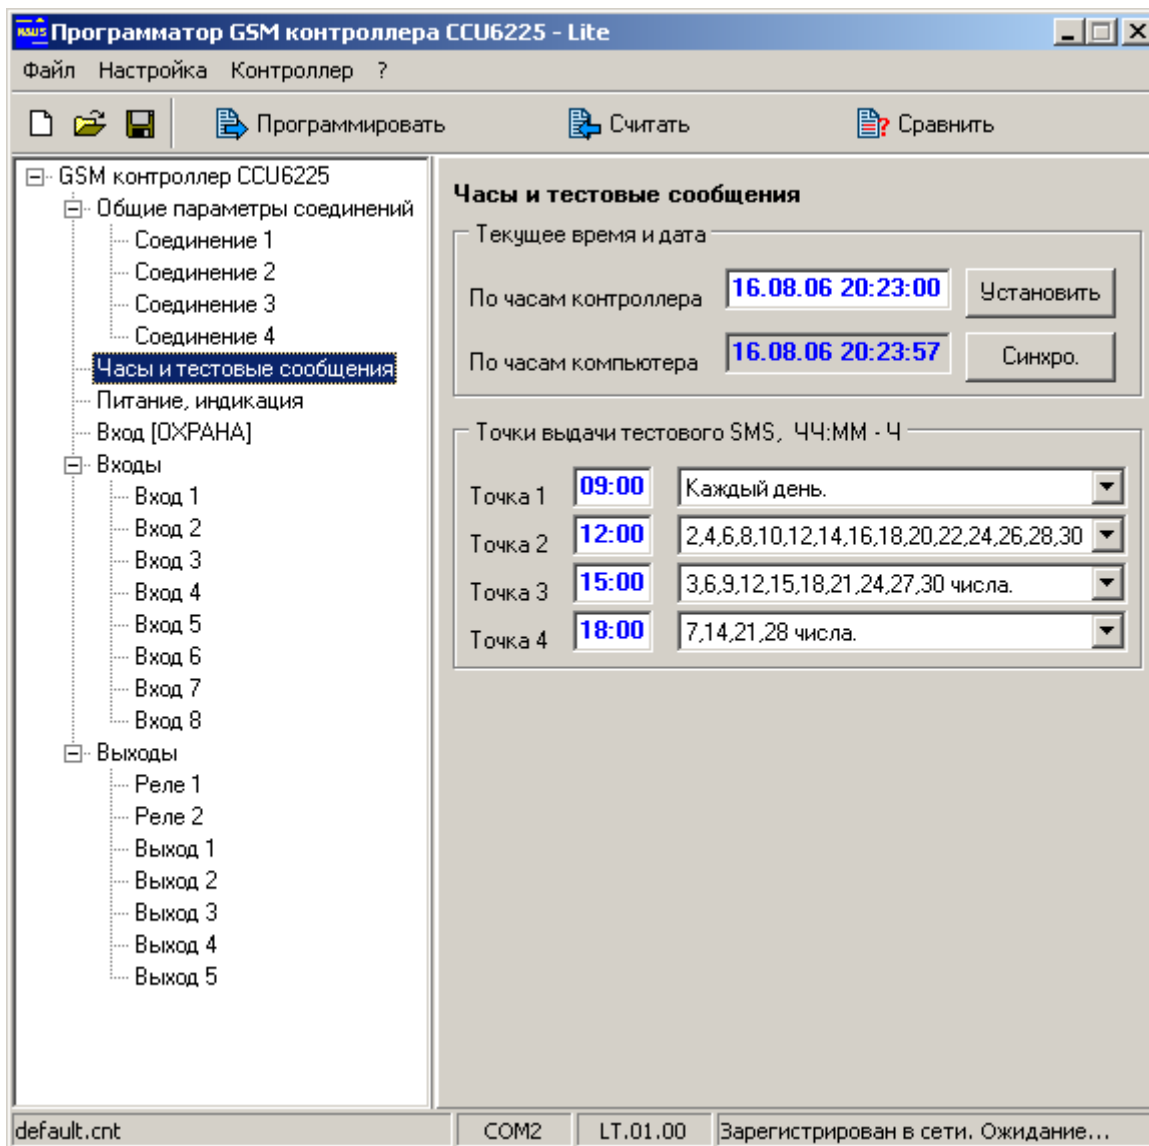 Программатор GSM контроллера CCU6225 - Lite
Файл Настройка Контроллер ?
Программировать Считать Сравнить
GSM контроллер CCU6225
Общие параметры соединений
Соединение 1
Соединение 2
Соединение 3
Соединение 4
Часы и тестовые сообщения
Питание, индикация
Вход [ОХРАНА]
Входы
Вход 1
Вход 2
Вход 3
Вход 4
Вход 5
Вход 6
Вход 7
Вход 8
Выходы
Реле 1
Реле 2
Выход 1
Выход 2
Выход 3
Выход 4
Выход 5
Часы и тестовые сообщения
Текущее время и дата
По часам контроллера 16.08.06 20:23:00 Установить
По часам компьютера 16.08.06 20:23:57 Синхро.
Точки выдачи тестового SMS, ЧЧ:ММ - Ч
Точка 1 09:00 Каждый день.
Точка 2 12:00 2,4,6,8,10,12,14,16,18,20,22,24,26,28,30
Точка 3 15:00 3,6,9,12,15,18,21,24,27,30 числа.
Точка 4 18:00 7,14,21,28 числа.
default.cnt COM2 LT.01.00 Зарегистрирован в сети. Ожидание...